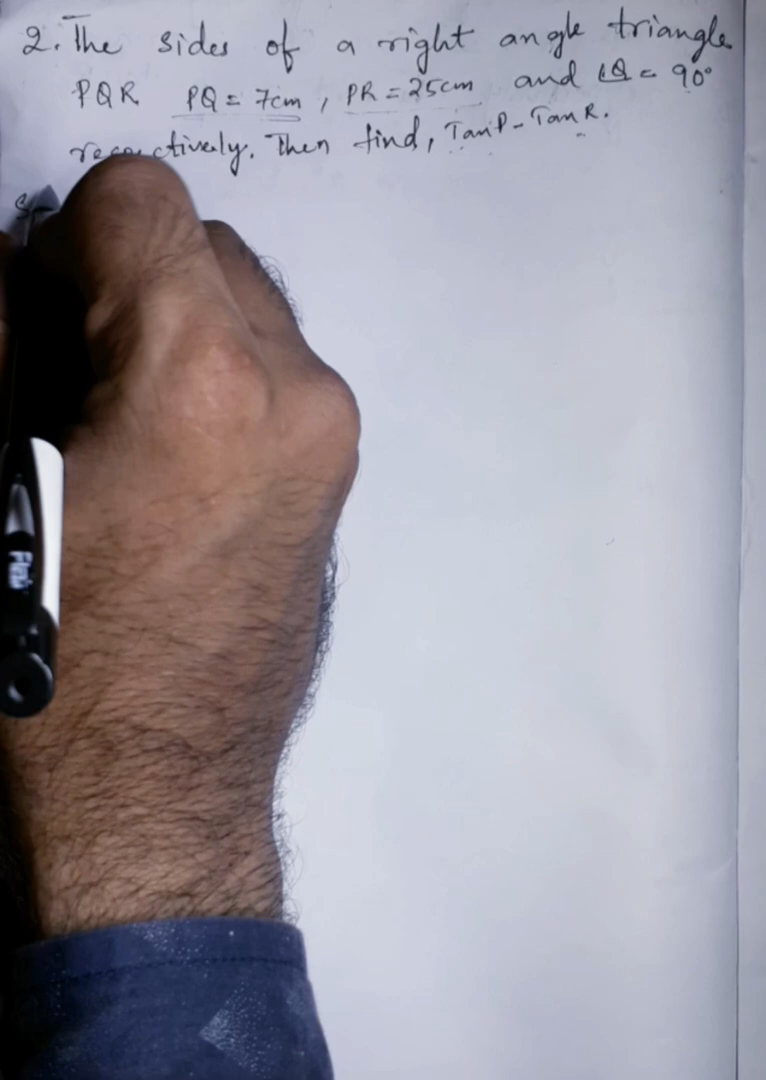 2. The sides of a right angle triangle
PQR PQ = 7cm, PR = 25cm and ∠Q = 90°
respectively. Then find, TanP - TanR.